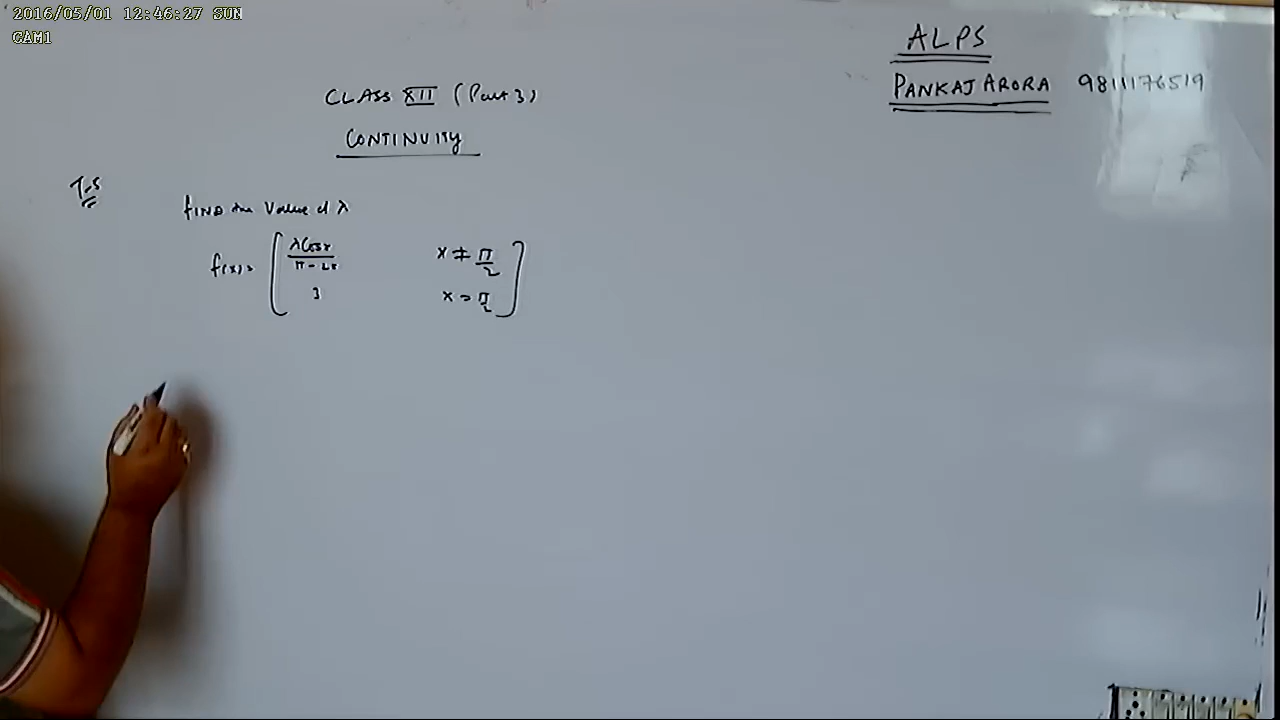 2016/05/01 12:46:27 SUN
CAM1
ALPS
PANKAJ ARORA 9811176519
CLASS XII (Part 3)
CONTINUITY
T-5
FIND the Value of λ
f(x) = [ λCosx / π - 2x x ≠ π/2
3 x = π/2 ]